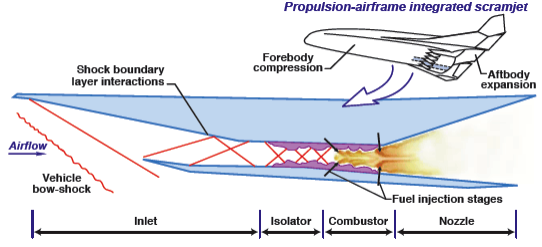 Propulsion-airframe integrated scramjet
Forebody
compression
Aftbody
expansion
Shock boundary
layer interactions
Airflow
Vehicle
bow-shock
Fuel injection stages
Inlet
Isolator
Combustor
Nozzle